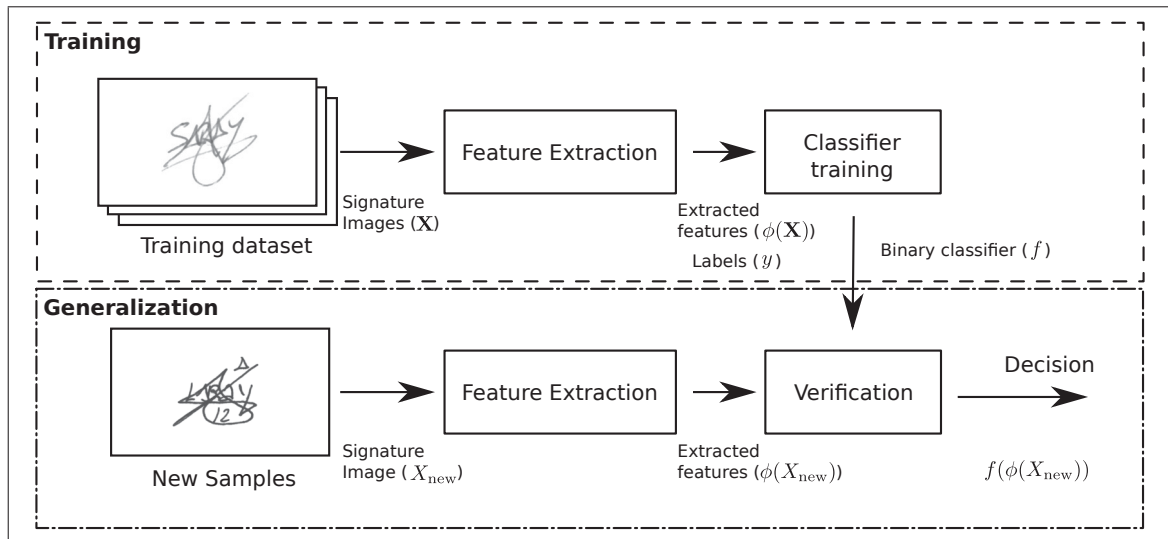 Training
Feature Extraction
Classifier
training
Signature
Images (X)
Training dataset
Extracted
features (ϕ(X))
Labels (y)
Binary classifier (f)
Generalization
Feature Extraction
Verification
Decision
New Samples
Signature
Image (X_new)
Extracted
features (ϕ(X_new))
f(ϕ(X_new))